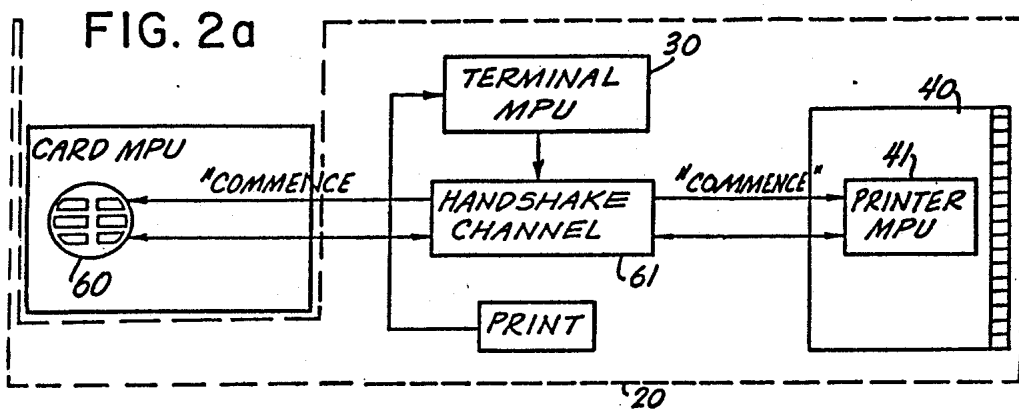 FIG. 2a
30
TERMINAL
MPU
40
CARD MPU
41
"COMMENCE
HANDSHAKE
CHANNEL
"COMMENCE"
PRINTER
MPU
60
61
PRINT
20